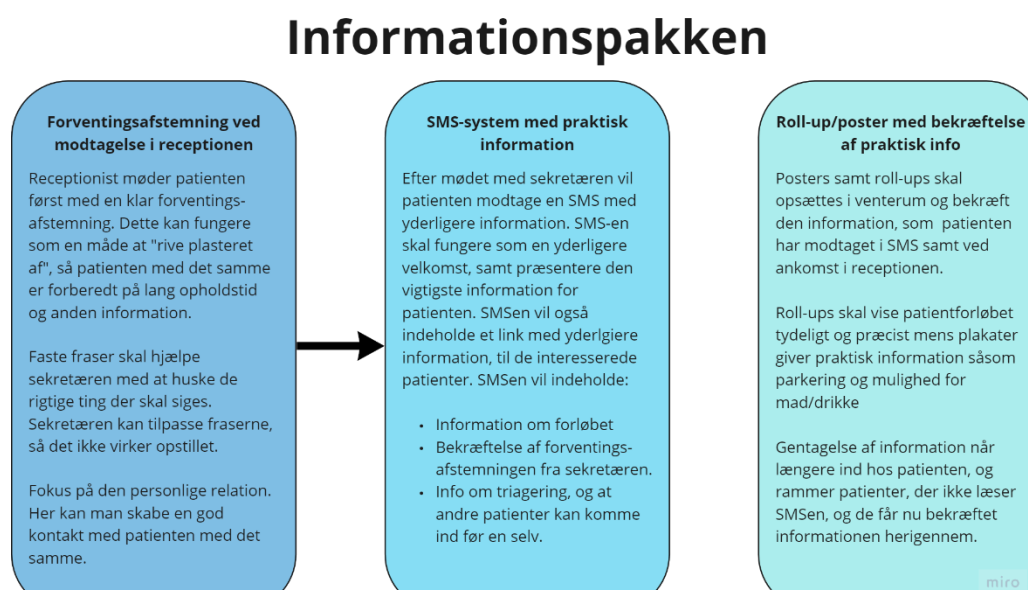 Informationspakken
Forventingsafstemning ved
modtagelse i receptionen
Receptionist møder patienten
først med en klar forventings-
afstemning. Dette kan fungere
som en måde at "rive plasteret
af", så patienten med det samme
er forberedt på lang opholdstid
og anden information.
Faste fraser skal hjælpe
sekretæren med at huske de
rigtige ting der skal siges.
Sekretæren kan tilpasse fraserne,
så det ikke virker opstillet.
Fokus på den personlige relation.
Her kan man skabe en god
kontakt med patienten med det
samme.
SMS-system med praktisk
information
Efter mødet med sekretæren vil
patienten modtage en SMS med
yderligere information. SMS-en
skal fungere som en yderligere
velkomst, samt præsentere den
vigtigste information for
patienten. SMSen vil også
indeholde et link med yderlgiere
information, til de interesserede
patienter. SMSen vil indeholde:
• Information om forløbet
• Bekræftelse af forventings-
afstemningen fra sekretæren.
• Info om triagering, og at
andre patienter kan komme
ind før en selv.
Roll-up/poster med bekræftelse
af praktisk info
Posters samt roll-ups skal
opsættes i venterum og bekræft
den information, som patienten
har modtaget i SMS samt ved
ankomst i receptionen.
Roll-ups skal vise patientforløbet
tydeligt og præcist mens plakater
giver praktisk information såsom
parkering og mulighed for
mad/drikke
Gentagelse af information når
længere ind hos patienten, og
rammer patienter, der ikke læser
SMSen, og de får nu bekræftet
informationen herigennem.
miro